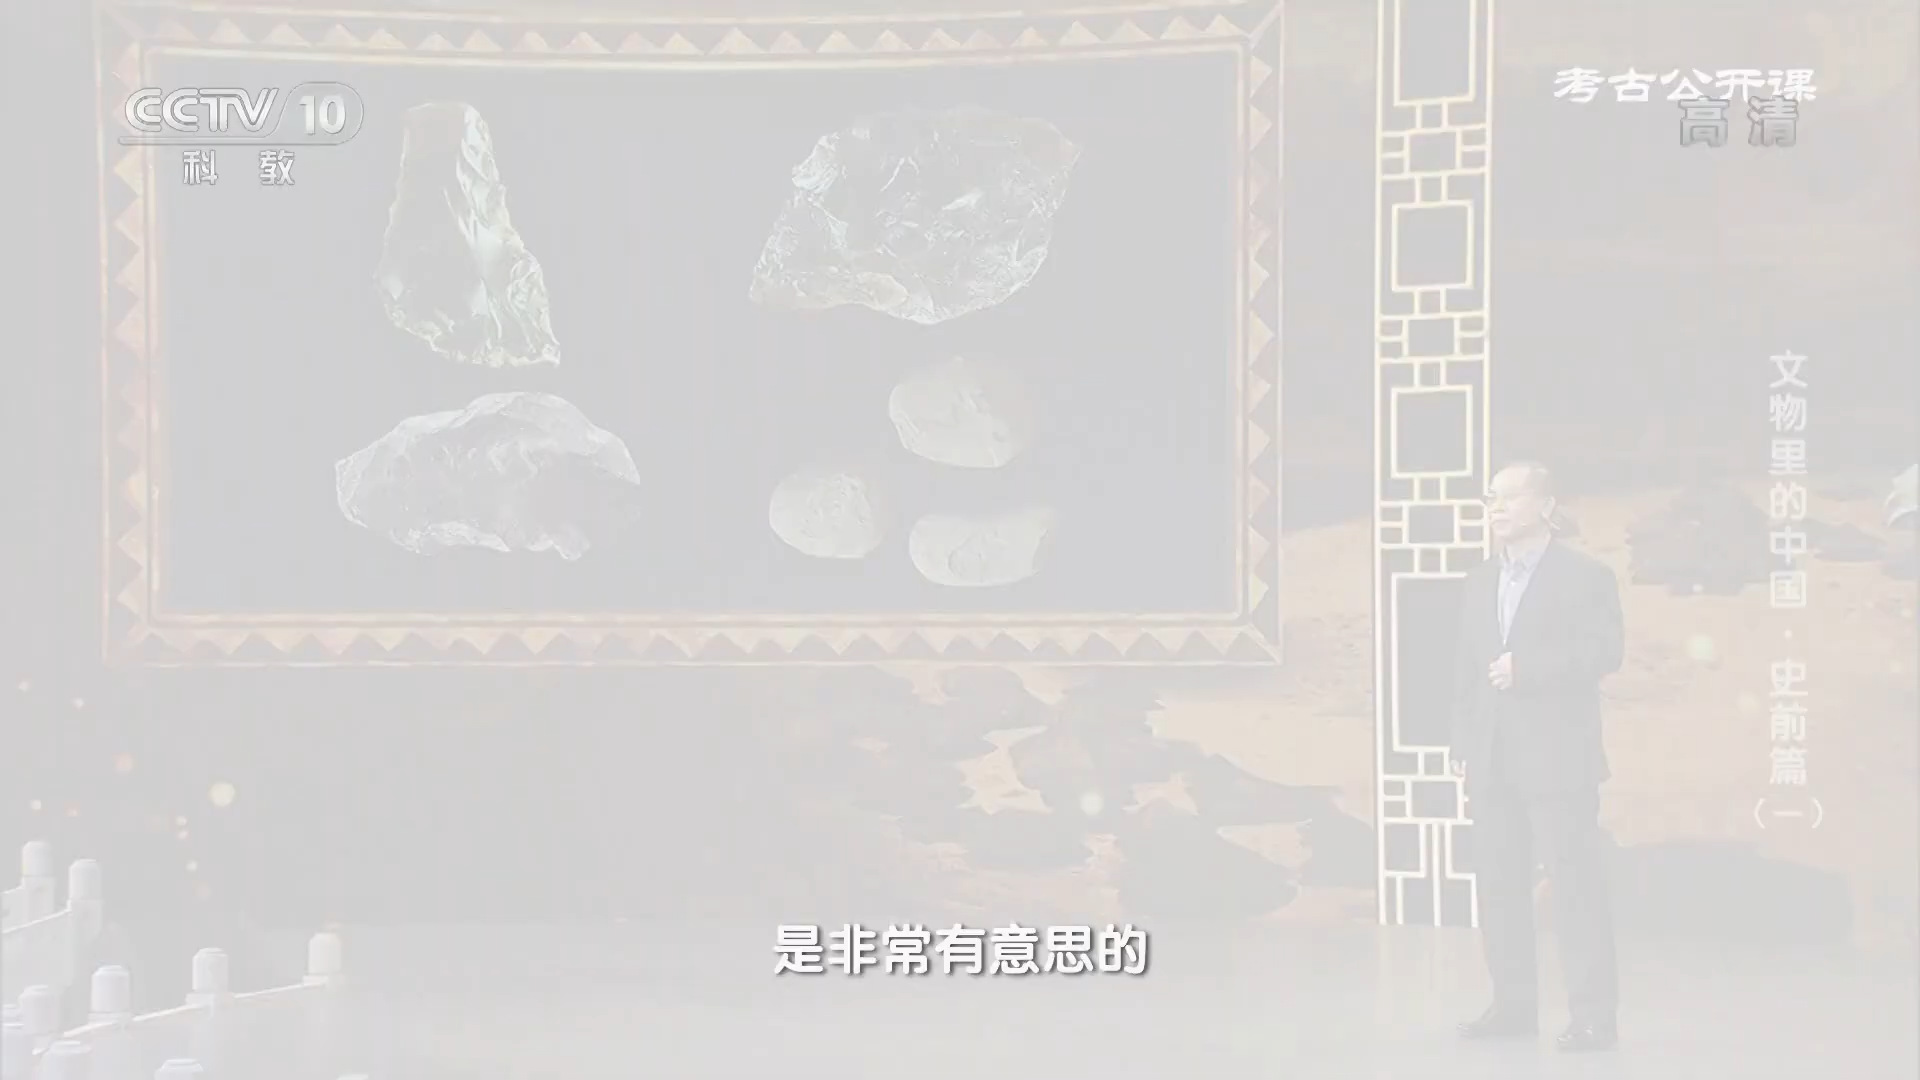 CCTV 10
科 教
考古公开课
高清
文物里的中国·史前篇(一)
是非常有意思的